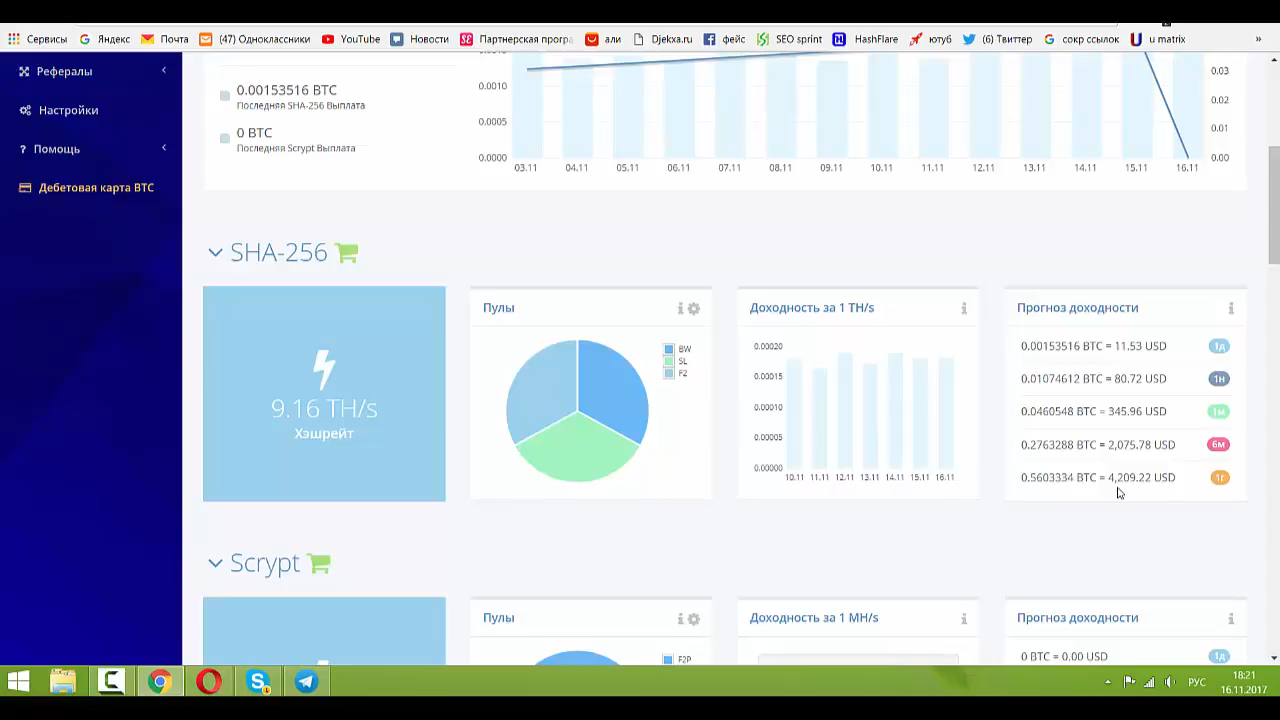 Сервисы Яндекс Почта (47) Одноклассники YouTube Новости Партнерская прогр али Djekxa.ru фейс SEO sprint HashFlare ютуб (6) Твиттер сокр ссылок u matrix »
Рефералы
Настройки
? Помощь
Дебетовая карта BTC
0.00153516 BTC
Последняя SHA-256 Выплата
0 BTC
Последняя Scrypt Выплата
0.0010
0.0005
0.0000
0.03
0.02
0.01
0.00
03.11 04.11 05.11 06.11 07.11 08.11 09.11 10.11 11.11 12.11 13.11 14.11 15.11 16.11
SHA-256
9.16 TH/s
Хэшрейт
Пулы
BW
SL
F2
Доходность за 1 TH/s
0.00020
0.00015
0.00010
0.00005
0.00000
10.11 11.11 12.11 13.11 14.11 15.11 16.11
Прогноз доходности
0.00153516 BTC = 11.53 USD 1д
0.01074612 BTC = 80.72 USD 1н
0.0460548 BTC = 345.96 USD 1м
0.2763288 BTC = 2,075.78 USD 6м
0.5603334 BTC = 4,209.22 USD 1г
Scrypt
Пулы
F2P
Доходность за 1 MH/s
Прогноз доходности
0 BTC = 0.00 USD 1д
РУС
18:21
16.11.2017